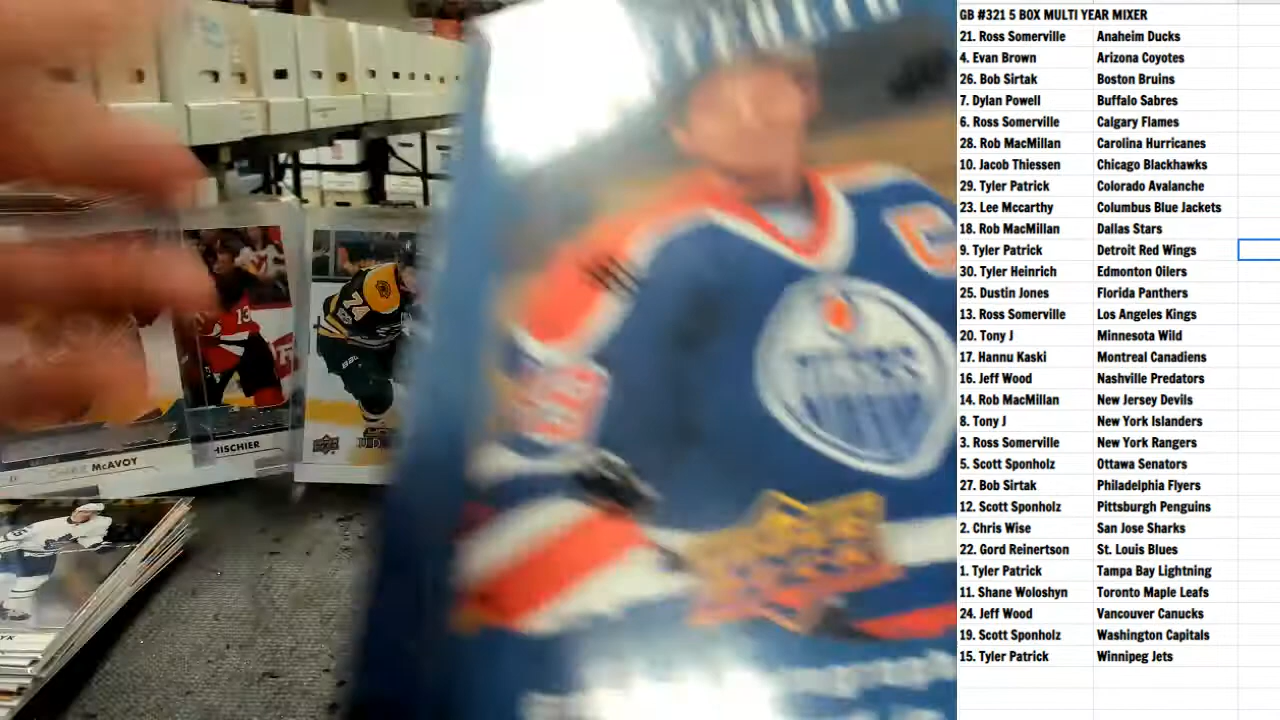 GB #321 5 BOX MULTI YEAR MIXER
21. Ross Somerville Anaheim Ducks
4. Evan Brown Arizona Coyotes
26. Bob Sirtak Boston Bruins
7. Dylan Powell Buffalo Sabres
6. Ross Somerville Calgary Flames
28. Rob MacMillan Carolina Hurricanes
10. Jacob Thiessen Chicago Blackhawks
29. Tyler Patrick Colorado Avalanche
23. Lee Mccarthy Columbus Blue Jackets
18. Rob MacMillan Dallas Stars
9. Tyler Patrick Detroit Red Wings
30. Tyler Heinrich Edmonton Oilers
25. Dustin Jones Florida Panthers
13. Ross Somerville Los Angeles Kings
20. Tony J Minnesota Wild
17. Hannu Kaski Montreal Canadiens
16. Jeff Wood Nashville Predators
14. Rob MacMillan New Jersey Devils
8. Tony J New York Islanders
3. Ross Somerville New York Rangers
5. Scott Sponholz Ottawa Senators
27. Bob Sirtak Philadelphia Flyers
12. Scott Sponholz Pittsburgh Penguins
2. Chris Wise San Jose Sharks
22. Gord Reinertson St. Louis Blues
1. Tyler Patrick Tampa Bay Lightning
11. Shane Woloshyn Toronto Maple Leafs
24. Jeff Wood Vancouver Canucks
19. Scott Sponholz Washington Capitals
15. Tyler Patrick Winnipeg Jets
13
74
McAVOY
HISCHIER
OILERS
C